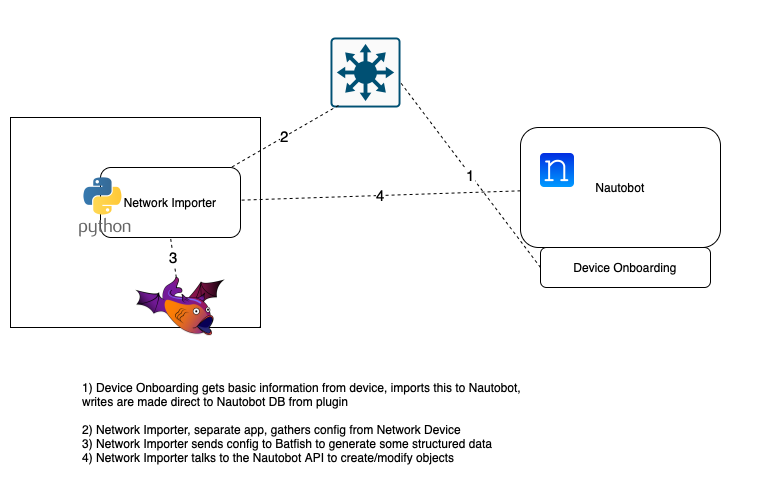 2
n
1
Nautobot
4
Network Importer
python
3
Device Onboarding
1) Device Onboarding gets basic information from device, imports this to Nautobot,
writes are made direct to Nautobot DB from plugin
2) Network Importer, separate app, gathers config from Network Device
3) Network Importer sends config to Batfish to generate some structured data
4) Network Importer talks to the Nautobot API to create/modify objects